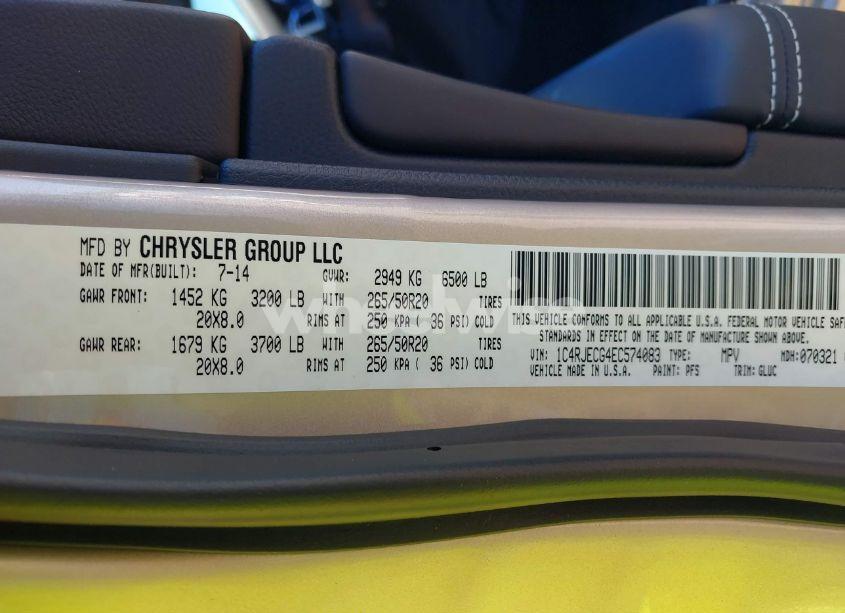 MFD BY CHRYSLER GROUP LLC
DATE OF MFR(BUILT): 7-14 GVWR: 2949 KG 6500 LB
GAWR FRONT: 1452 KG 3200 LB WITH 265/50R20 TIRES
20X8.0 RIMS AT 250 KPA ( 36 PSI) COLD
GAWR REAR: 1679 KG 3700 LB WITH 265/50R20 TIRES
20X8.0 RIMS AT 250 KPA ( 36 PSI) COLD
THIS VEHICLE CONFORMS TO ALL APPLICABLE U.S.A. FEDERAL MOTOR VEHICLE SAF
STANDARDS IN EFFECT ON THE DATE OF MANUFACTURE SHOWN ABOVE.
VIN: 1C4RJECG4EC574083 TYPE: MPV MDH:070321
VEHICLE MADE IN U.S.A. PAINT: PFS TRIM: GLUC